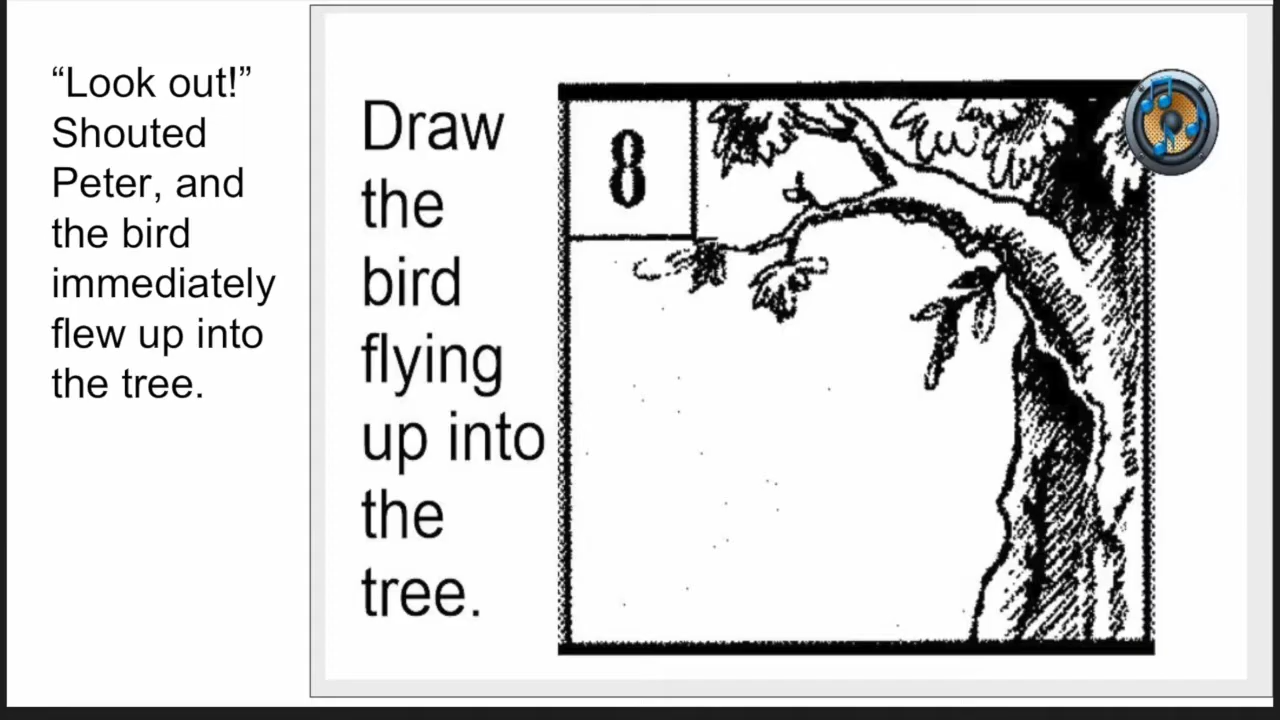 “Look out!”
Shouted
Peter, and
the bird
immediately
flew up into
the tree.
Draw
the
bird
flying
up into
the
tree.
8